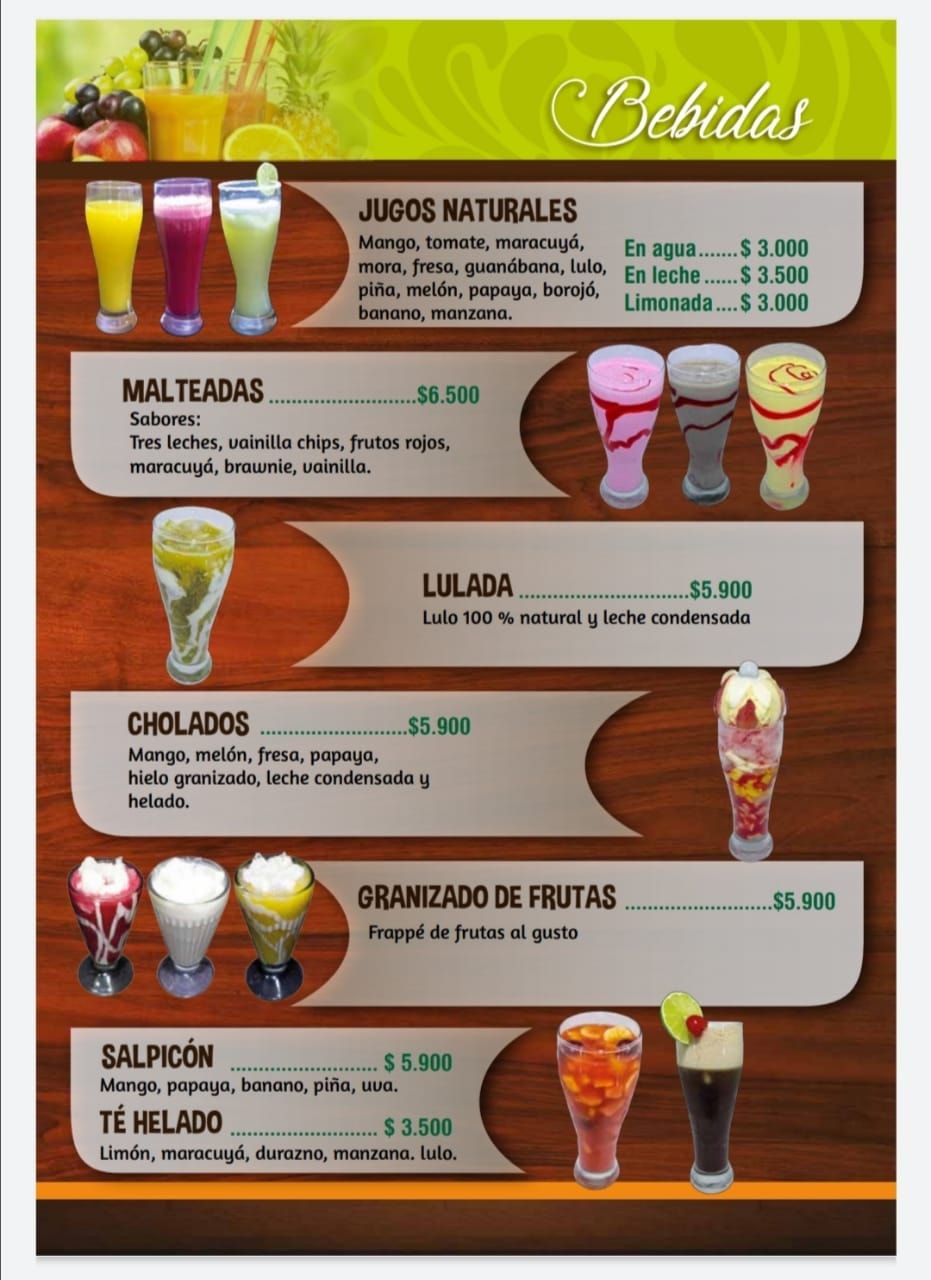 Bebidas
JUGOS NATURALES
Mango, tomate, maracuyá,
mora, fresa, guanábana, lulo,
piña, melón, papaya, borojó,
banano, manzana.
En agua.......$ 3.000
En leche ......$ 3.500
Limonada....$ 3.000
MALTEADAS ............................$6.500
Sabores:
Tres leches, vainilla chips, frutos rojos,
maracuyá, brawnie, vainilla.
LULADA ................................$5.900
Lulo 100 % natural y leche condensada
CHOLADOS ............................$5.900
Mango, melón, fresa, papaya,
hielo granizado, leche condensada y
helado.
GRANIZADO DE FRUTAS ............................$5.900
Frappé de frutas al gusto
SALPICÓN ............................ $ 5.900
Mango, papaya, banano, piña, uva.
TÉ HELADO ............................ $ 3.500
Limón, maracuyá, durazno, manzana. lulo.